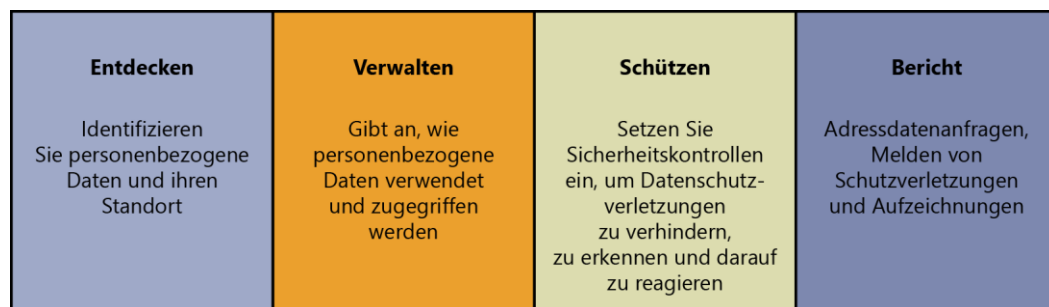 Entdecken
Identifizieren
Sie personenbezogene
Daten und ihren
Standort
Verwalten
Gibt an, wie
personenbezogene
Daten verwendet
und zugegriffen
werden
Schützen
Setzen Sie
Sicherheitskontrollen
ein, um Datenschutz-
verletzungen
zu verhindern,
zu erkennen und darauf
zu reagieren
Bericht
Adressdatenanfragen,
Melden von
Schutzverletzungen
und Aufzeichnungen